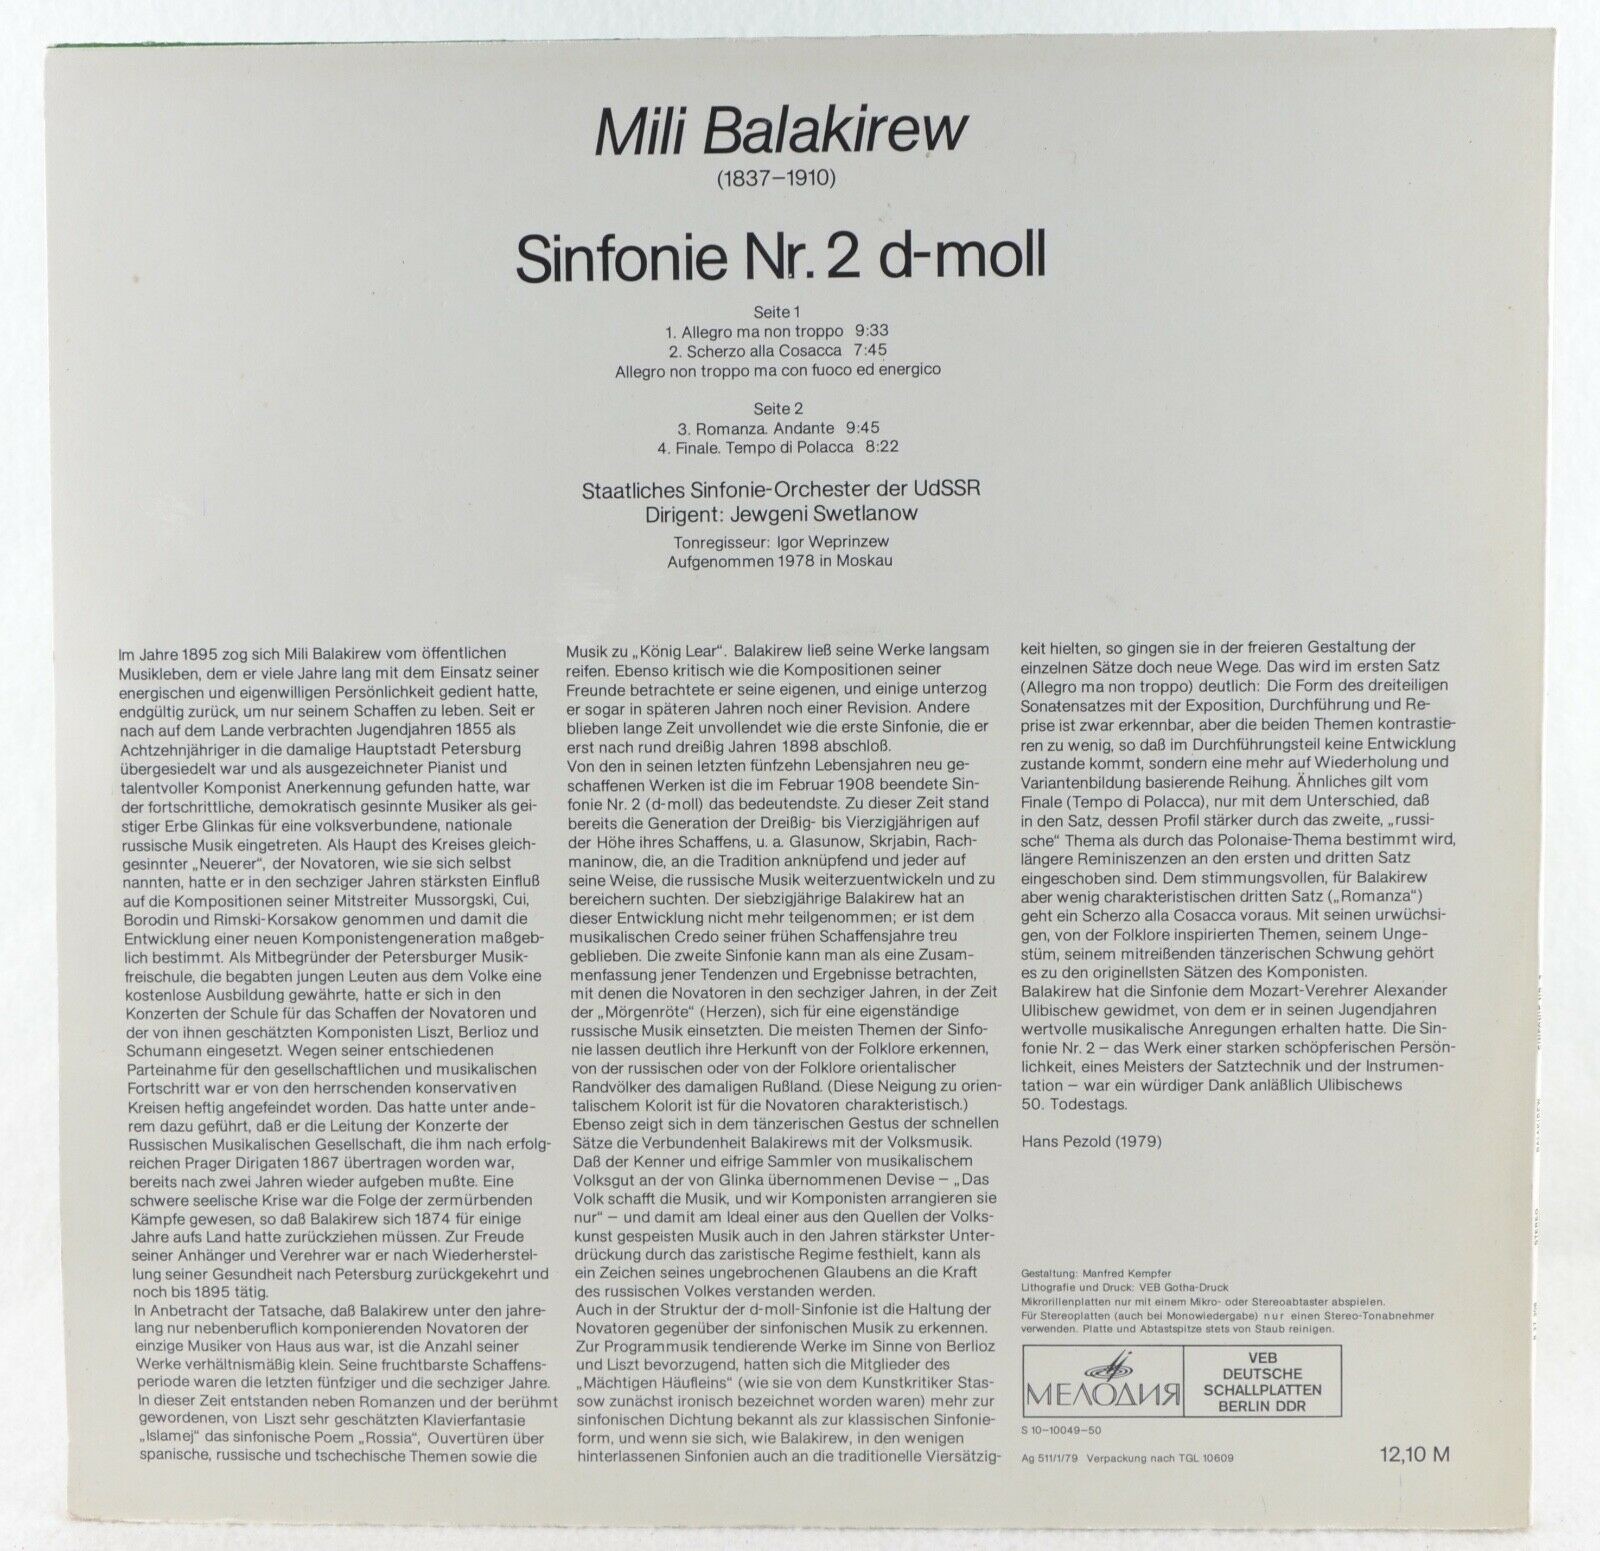 Mili Balakirew
(1837–1910)
Sinfonie Nr. 2 d-moll
Seite 1
1. Allegro ma non troppo 9:33
2. Scherzo alla Cosacca 7:45
Allegro non troppo ma con fuoco ed energico
Seite 2
3. Romanza. Andante 9:45
4. Finale. Tempo di Polacca 8:22
Staatliches Sinfonie-Orchester der UdSSR
Dirigent: Jewgeni Swetlanow
Tonregisseur: Igor Weprinzew
Aufgenommen 1978 in Moskau
Im Jahre 1895 zog sich Mili Balakirew vom öffentlichen
Musikleben, dem er viele Jahre lang mit dem Einsatz seiner
energischen und eigenwilligen Persönlichkeit gedient hatte,
endgültig zurück, um nur seinem Schaffen zu leben. Seit er
nach auf dem Lande verbrachten Jugendjahren 1855 als
Achtzehnjähriger in die damalige Hauptstadt Petersburg
übergesiedelt war und als ausgezeichneter Pianist und
talentvoller Komponist Anerkennung gefunden hatte, war
der fortschrittliche, demokratisch gesinnte Musiker als gei-
stiger Erbe Glinkas für eine volksverbundene, nationale
russische Musik eingetreten. Als Haupt des Kreises gleich-
gesinnter „Neuerer", der Novatoren, wie sie sich selbst
nannten, hatte er in den sechziger Jahren stärksten Einfluß
auf die Kompositionen seiner Mitstreiter Mussorgski, Cui,
Borodin und Rimski-Korsakow genommen und damit die
Entwicklung einer neuen Komponistengeneration maßgeb-
lich bestimmt. Als Mitbegründer der Petersburger Musik-
freischule, die begabten jungen Leuten aus dem Volke eine
kostenlose Ausbildung gewährte, hatte er sich in den
Konzerten der Schule für das Schaffen der Novatoren und
der von ihnen geschätzten Komponisten Liszt, Berlioz und
Schumann eingesetzt. Wegen seiner entschiedenen
Parteinahme für den gesellschaftlichen und musikalischen
Fortschritt war er von den herrschenden konservativen
Kreisen heftig angefeindet worden. Das hatte unter ande-
rem dazu geführt, daß er die Leitung der Konzerte der
Russischen Musikalischen Gesellschaft, die ihm nach erfolg-
reichen Prager Dirigaten 1867 übertragen worden war,
bereits nach zwei Jahren wieder aufgeben mußte. Eine
schwere seelische Krise war die Folge der zermürbenden
Kämpfe gewesen, so daß Balakirew sich 1874 für einige
Jahre aufs Land hatte zurückziehen müssen. Zur Freude
seiner Anhänger und Verehrer war er nach Wiederherstel-
lung seiner Gesundheit nach Petersburg zurückgekehrt und
noch bis 1895 tätig.
In Anbetracht der Tatsache, daß Balakirew unter den jahre-
lang nur nebenberuflich komponierenden Novatoren der
einzige Musiker von Haus aus war, ist die Anzahl seiner
Werke verhältnismäßig klein. Seine fruchtbarste Schaffens-
periode waren die letzten fünfziger und die sechziger Jahre.
In dieser Zeit entstanden neben Romanzen und der berühmt
gewordenen, von Liszt sehr geschätzten Klavierfantasie
„Islamej" das sinfonische Poem „Rossia", Ouvertüren über
spanische, russische und tschechische Themen sowie die
Musik zu „König Lear". Balakirew ließ seine Werke langsam
reifen. Ebenso kritisch wie die Kompositionen seiner
Freunde betrachtete er seine eigenen, und einige unterzog
er sogar in späteren Jahren noch einer Revision. Andere
blieben lange Zeit unvollendet wie die erste Sinfonie, die er
erst nach rund dreißig Jahren 1898 abschloß.
Von den in seinen letzten fünfzehn Lebensjahren neu ge-
schaffenen Werken ist die im Februar 1908 beendete Sin-
fonie Nr. 2 (d-moll) das bedeutendste. Zu dieser Zeit stand
bereits die Generation der Dreißig- bis Vierzigjährigen auf
der Höhe ihres Schaffens, u. a. Glasunow, Skrjabin, Rach-
maninow, die, an die Tradition anknüpfend und jeder auf
seine Weise, die russische Musik weiterzuentwickeln und zu
bereichern suchten. Der siebzigjährige Balakirew hat an
dieser Entwicklung nicht mehr teilgenommen; er ist dem
musikalischen Credo seiner frühen Schaffensjahre treu
geblieben. Die zweite Sinfonie kann man als eine Zusam-
menfassung jener Tendenzen und Ergebnisse betrachten,
mit denen die Novatoren in den sechziger Jahren, in der Zeit
der „Mörgenröte" (Herzen), sich für eine eigenständige
russische Musik einsetzten. Die meisten Themen der Sinfo-
nie lassen deutlich ihre Herkunft von der Folklore erkennen,
von der russischen oder von der Folklore orientalischer
Randvölker des damaligen Rußland. (Diese Neigung zu orien-
talischem Kolorit ist für die Novatoren charakteristisch.)
Ebenso zeigt sich in dem tänzerischen Gestus der schnellen
Sätze die Verbundenheit Balakirews mit der Volksmusik.
Daß der Kenner und eifrige Sammler von musikalischem
Volksgut an der von Glinka übernommenen Devise – „Das
Volk schafft die Musik, und wir Komponisten arrangieren sie
nur" – und damit am Ideal einer aus den Quellen der Volks-
kunst gespeisten Musik auch in den Jahren stärkster Unter-
drückung durch das zaristische Regime festhielt, kann als
ein Zeichen seines ungebrochenen Glaubens an die Kraft
des russischen Volkes verstanden werden.
Auch in der Struktur der d-moll-Sinfonie ist die Haltung der
Novatoren gegenüber der sinfonischen Musik zu erkennen.
Zur Programmusik tendierende Werke im Sinne von Berlioz
und Liszt bevorzugend, hatten sich die Mitglieder des
„Mächtigen Häufleins" (wie sie von dem Kunstkritiker Stas-
sow zunächst ironisch bezeichnet worden waren) mehr zur
sinfonischen Dichtung bekannt als zur klassischen Sinfonie-
form, und wenn sie sich, wie Balakirew, in den wenigen
hinterlassenen Sinfonien auch an die traditionelle Viersätzig-
keit hielten, so gingen sie in der freieren Gestaltung der
einzelnen Sätze doch neue Wege. Das wird im ersten Satz
(Allegro ma non troppo) deutlich: Die Form des dreiteiligen
Sonatensatzes mit der Exposition, Durchführung und Re-
prise ist zwar erkennbar, aber die beiden Themen kontrastie-
ren zu wenig, so daß im Durchführungsteil keine Entwicklung
zustande kommt, sondern eine mehr auf Wiederholung und
Variantenbildung basierende Reihung. Ähnliches gilt vom
Finale (Tempo di Polacca), nur mit dem Unterschied, daß
in den Satz, dessen Profil stärker durch das zweite, „russi-
sche" Thema als durch das Polonaise-Thema bestimmt wird,
längere Reminiszenzen an den ersten und dritten Satz
eingeschoben sind. Dem stimmungsvollen, für Balakirew
aber wenig charakteristischen dritten Satz („Romanza")
geht ein Scherzo alla Cosacca voraus. Mit seinen urwüchsi-
gen, von der Folklore inspirierten Themen, seinem Unge-
stüm, seinem mitreißenden tänzerischen Schwung gehört
es zu den originellsten Sätzen des Komponisten.
Balakirew hat die Sinfonie dem Mozart-Verehrer Alexander
Ulibischew gewidmet, von dem er in seinen Jugendjahren
wertvolle musikalische Anregungen erhalten hatte. Die Sin-
fonie Nr. 2 – das Werk einer starken schöpferischen Persön-
lichkeit, eines Meisters der Satztechnik und der Instrumen-
tation – war ein würdiger Dank anläßlich Ulibischews
50. Todestags.
Hans Pezold (1979)
Gestaltung: Manfred Kempfer
Lithografie und Druck: VEB Gotha-Druck
Mikrorillenplatten nur mit einem Mikro- oder Stereoabtaster abspielen.
Für Stereoplatten (auch bei Monowiedergabe) nur einen Stereo-Tonabnehmer
verwenden. Platte und Abtastspitze stets von Staub reinigen.
МЕЛОДИЯ
VEB
DEUTSCHE
SCHALLPLATTEN
BERLIN DDR
S 10-10049-50
Ag 511/1/79 Verpackung nach TGL 10609
12,10 M